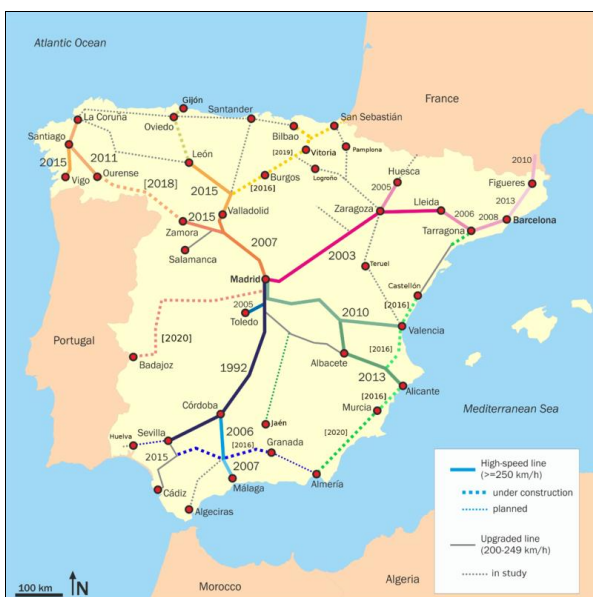 Atlantic Ocean
Gijón
La Coruña
Oviedo
Santander
San Sebastián
France
Bilbao
Santiago
2011
León
[2019]
Vitoria
Pamplona
2015
Ourense
Vigo
[2018]
2015
[2016]
Burgos
Logroño
Huesca
2010
Figueres
2005
2015
Valladolid
Zaragoza
Lleida
2013
Zamora
2006
2008
Barcelona
Tarragona
Salamanca
2007
2003
Teruel
Madrid
Castellón
2005
Toledo
[2016]
2010
Valencia
Portugal
[2020]
Badajoz
Albacete
[2016]
1992
2013
Alicante
[2016]
Murcia
Mediterranean Sea
Córdoba
Jaén
Huelva
Sevilla
2006
[2016]
Granada
[2020]
2015
2007
Cádiz
Málaga
Almería
Algeciras
High-speed line
(>=250 km/h)
under construction
planned
Upgraded line
(200-249 km/h)
in study
100 km
N
Morocco
Algeria